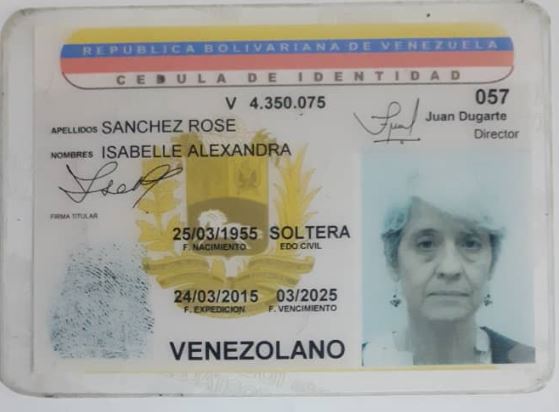 REPUBLICA BOLIVARIANA DE VENEZUELA
CEDULA DE IDENTIDAD
V 4.350.075
057
APELLIDOS SANCHEZ ROSE
Juan Dugarte
Director
NOMBRES ISABELLE ALEXANDRA
FIRMA TITULAR
25/03/1955 SOLTERA
F. NACIMIENTO EDO CIVIL
24/03/2015 03/2025
F. EXPEDICION F. VENCIMIENTO
VENEZOLANO